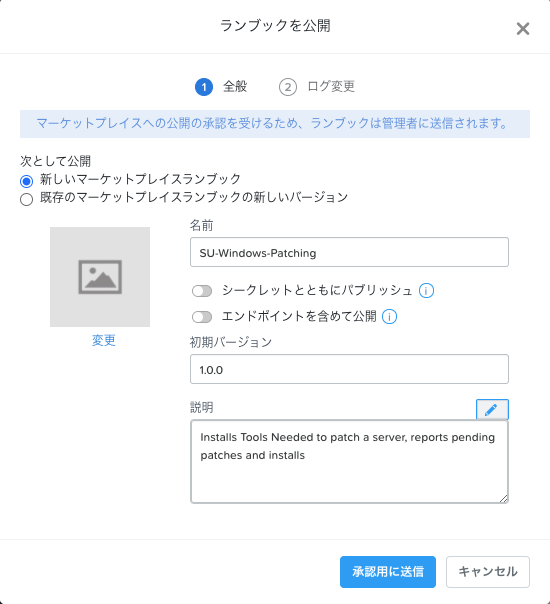 ランブックを公開
1 全般 2 ログ変更
マーケットプレイスへの公開の承認を受けるため、ランブックは管理者に送信されます。
次として公開
新しいマーケットプレイスランブック
既存のマーケットプレイスランブックの新しいバージョン
名前
SU-Windows-Patching
シークレットとともにパブリッシュ
エンドポイントを含めて公開
変更
初期バージョン
1.0.0
説明
Installs Tools Needed to patch a server, reports pending
patches and installs
承認用に送信 キャンセル